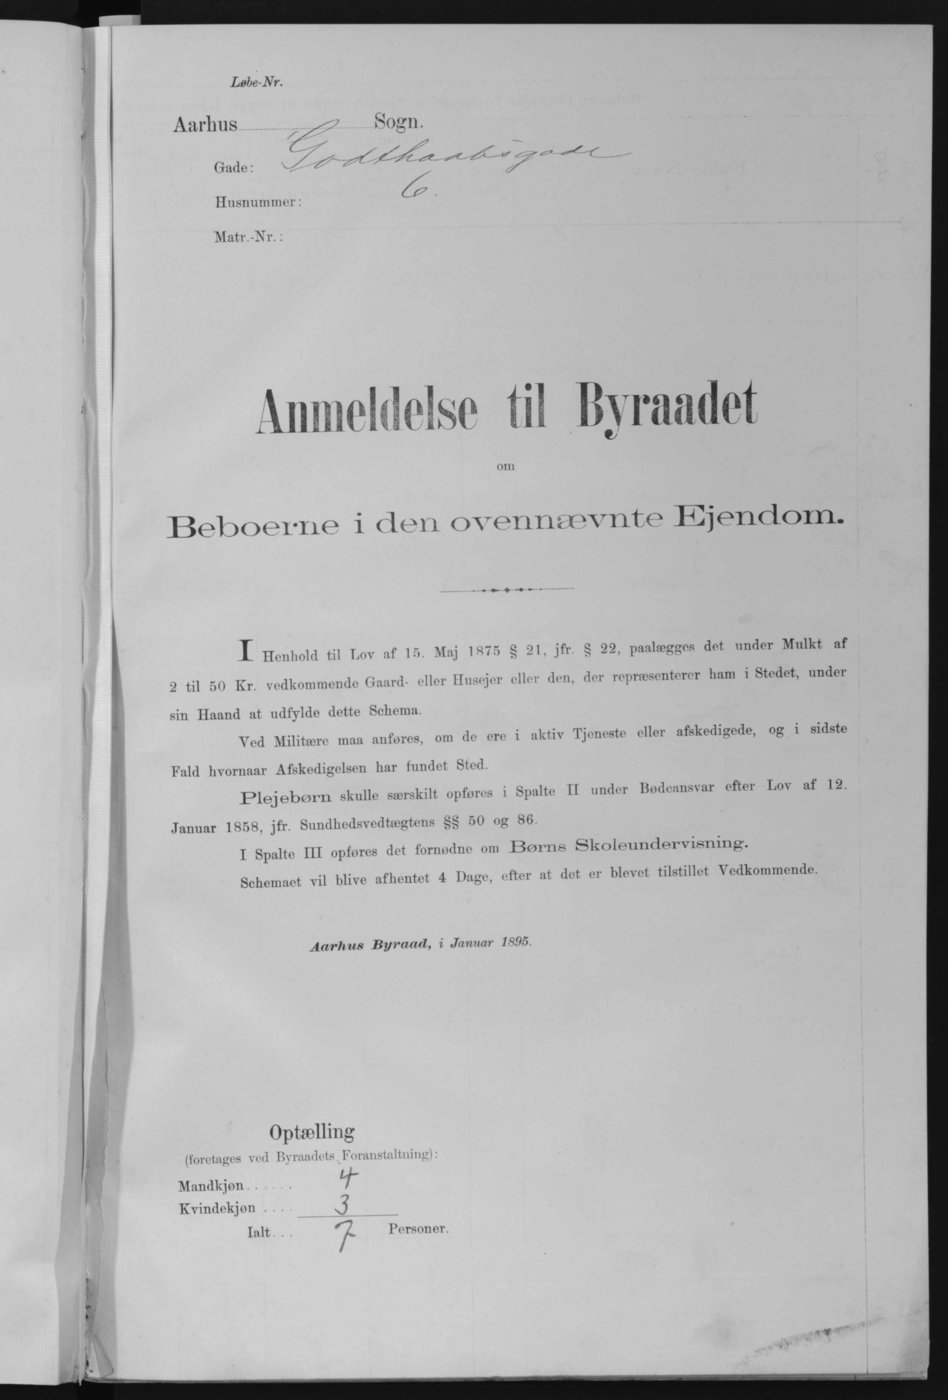 Løbe-Nr.
Aarhus Sogn.
Gade: Godthaabsgade
Husnummer: 6.
Matr.-Nr.:
Anmeldelse til Byraadet
om
Beboerne i den ovennævnte Ejendom.
I Henhold til Lov af 15. Maj 1875 § 21, jfr. § 22, paalægges det under Mulkt af
2 til 50 Kr. vedkommende Gaard- eller Husejer eller den, der repræsenterer ham i Stedet, under
sin Haand at udfylde dette Schema.
Ved Militære maa anføres, om de ere i aktiv Tjeneste eller afskedigede, og i sidste
Fald hvornaar Afskedigelsen har fundet Sted.
Plejebørn skulle særskilt opføres i Spalte II under Bødeansvar efter Lov af 12.
Januar 1858, jfr. Sundhedsvedtægtens §§ 50 og 86.
I Spalte III opføres det fornødne om Børns Skoleundervisning.
Schemaet vil blive afhentet 4 Dage, efter at det er blevet tilstillet Vedkommende.
Aarhus Byraad, i Januar 1895.
Optælling
(foretages ved Byraadets Foranstaltning):
Mandkjøn...... 4
Kvindekjøn .... 3
Ialt... 7 Personer.